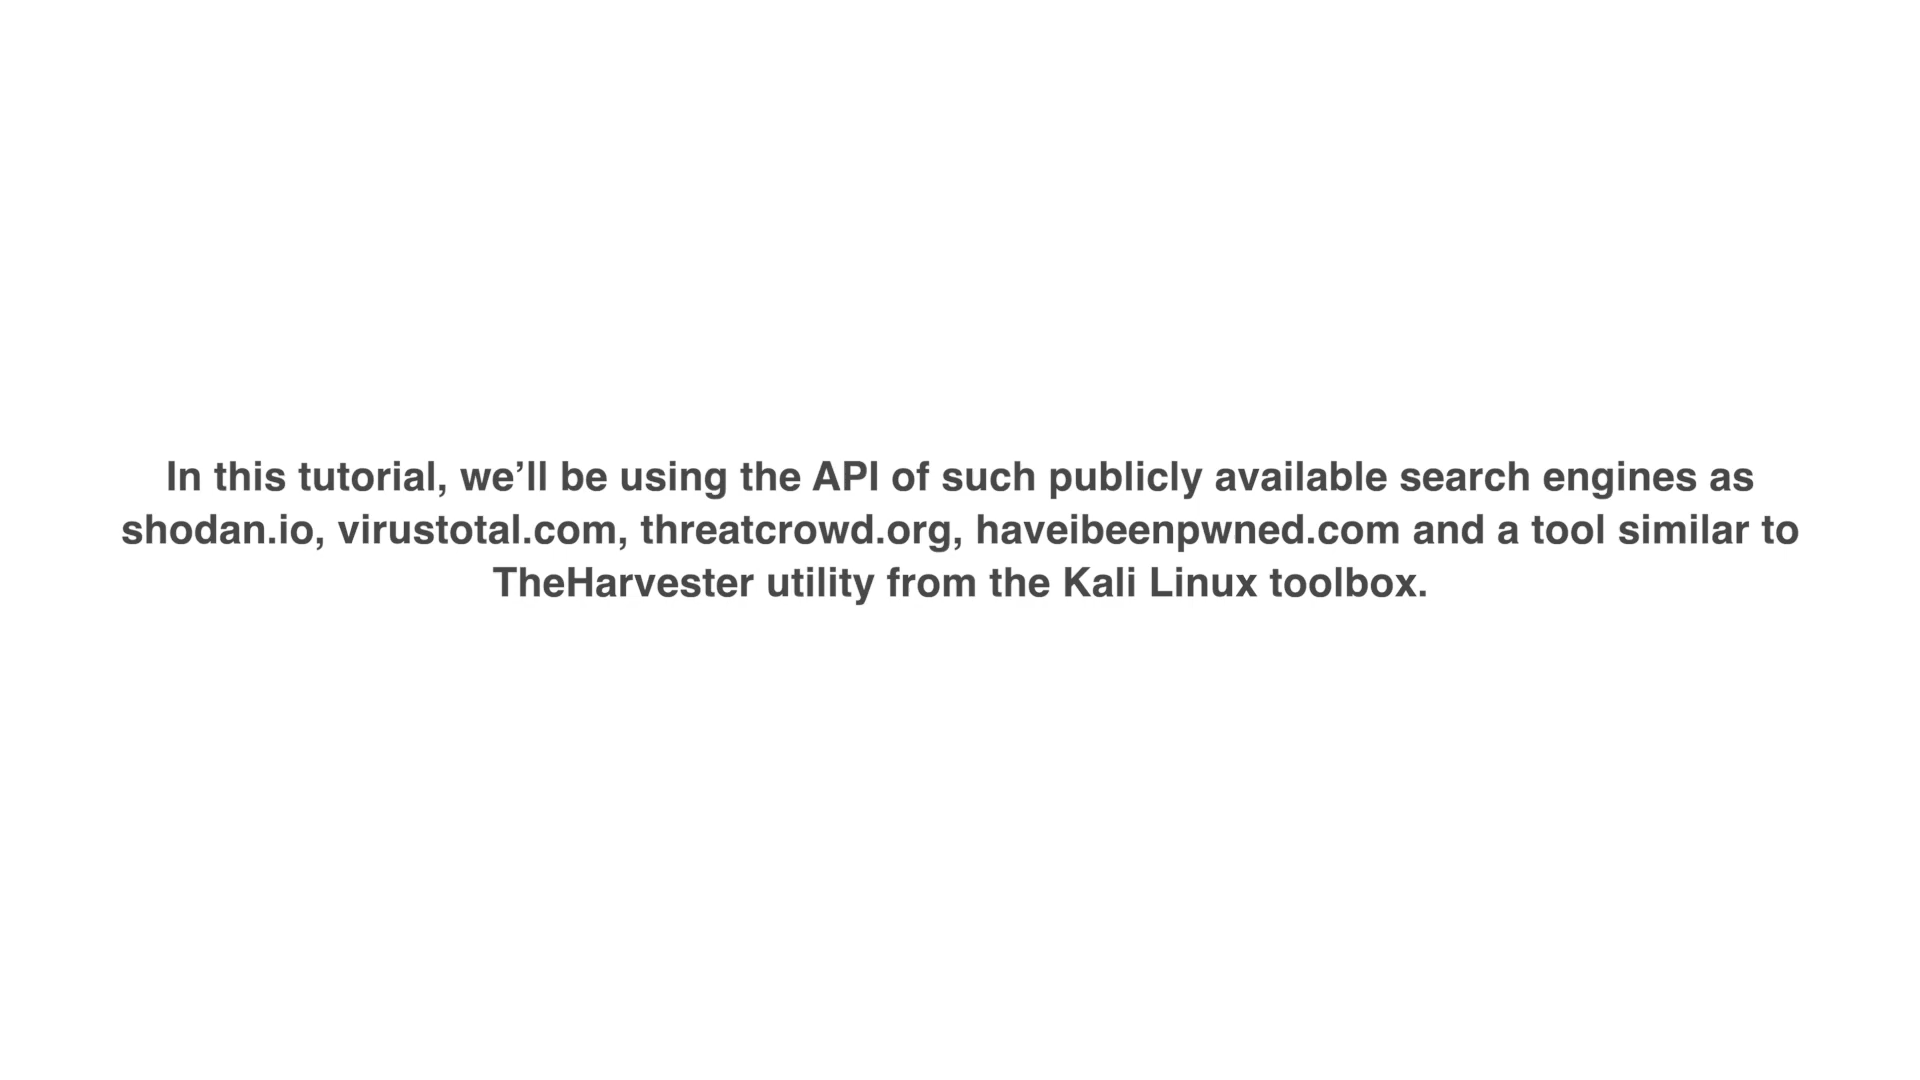 In this tutorial, we’ll be using the API of such publicly available search engines as
shodan.io, virustotal.com, threatcrowd.org, haveibeenpwned.com and a tool similar to
TheHarvester utility from the Kali Linux toolbox.